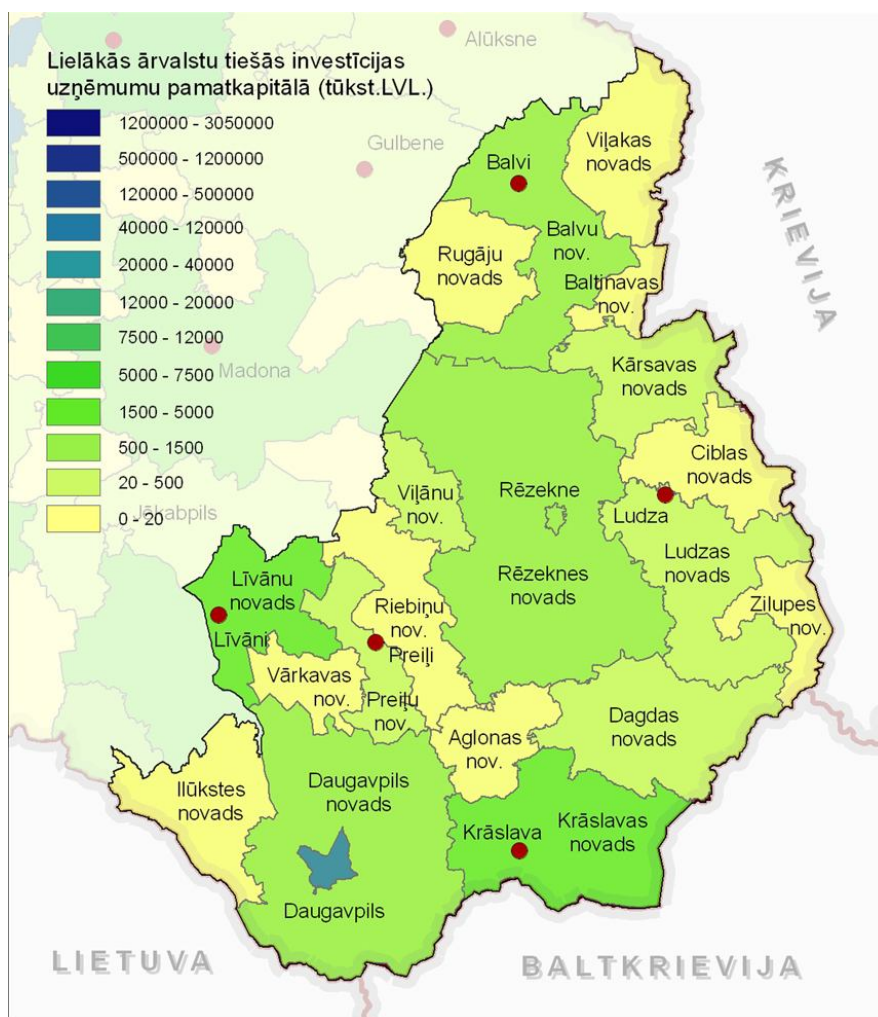 Lielākās ārvalstu tiešās investīcijas
uzņēmumu pamatkapitālā (tūkst.LVL.)
1200000 - 3050000
500000 - 1200000
120000 - 500000
40000 - 120000
20000 - 40000
12000 - 20000
7500 - 12000
5000 - 7500
1500 - 5000
500 - 1500
20 - 500
0 - 20
Alūksne
Gulbene
Madona
Jēkabpils
KRIEVIJA
Viļakas
novads
Balvi
Balvu
nov.
Rugāju
novads
Baltinavas
nov.
Kārsavas
novads
Ciblas
novads
Viļānu
nov.
Rēzekne
Ludza
Ludzas
novads
Rēzeknes
novads
Zilupes
nov.
Līvānu
novads
Līvāni
Riebiņu
nov.
Preiļi
Vārkavas
nov.
Preiļu
nov.
Aglonas
nov.
Dagdas
novads
Ilūkstes
novads
Daugavpils
novads
Krāslava
Krāslavas
novads
Daugavpils
LIETUVA
BALTKRIEVIJA